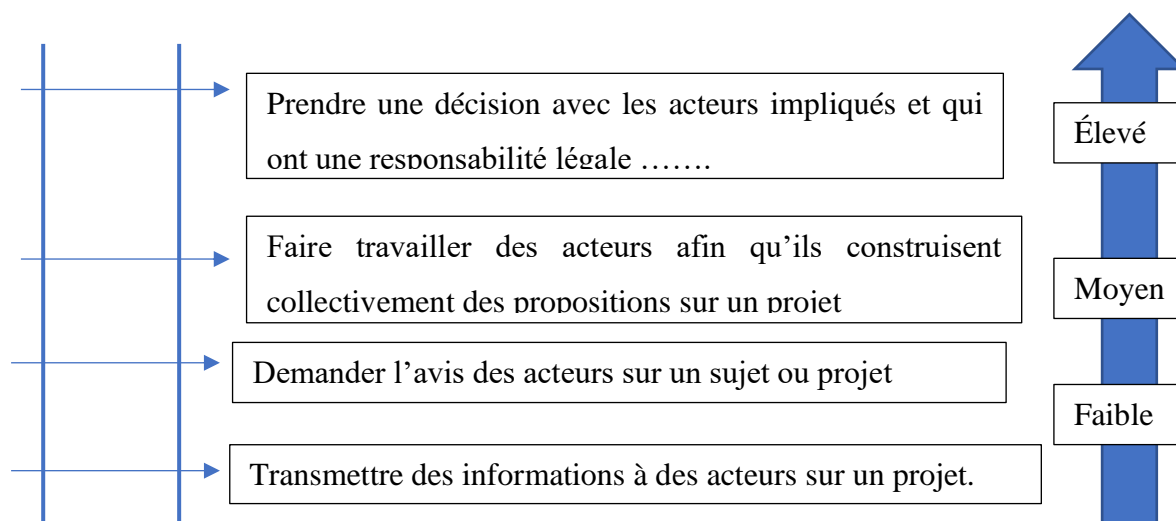 Prendre une décision avec les acteurs impliqués et qui
ont une responsabilité légale …….
Élevé
Faire travailler des acteurs afin qu’ils construisent
collectivement des propositions sur un projet
Moyen
Demander l’avis des acteurs sur un sujet ou projet
Faible
Transmettre des informations à des acteurs sur un projet.